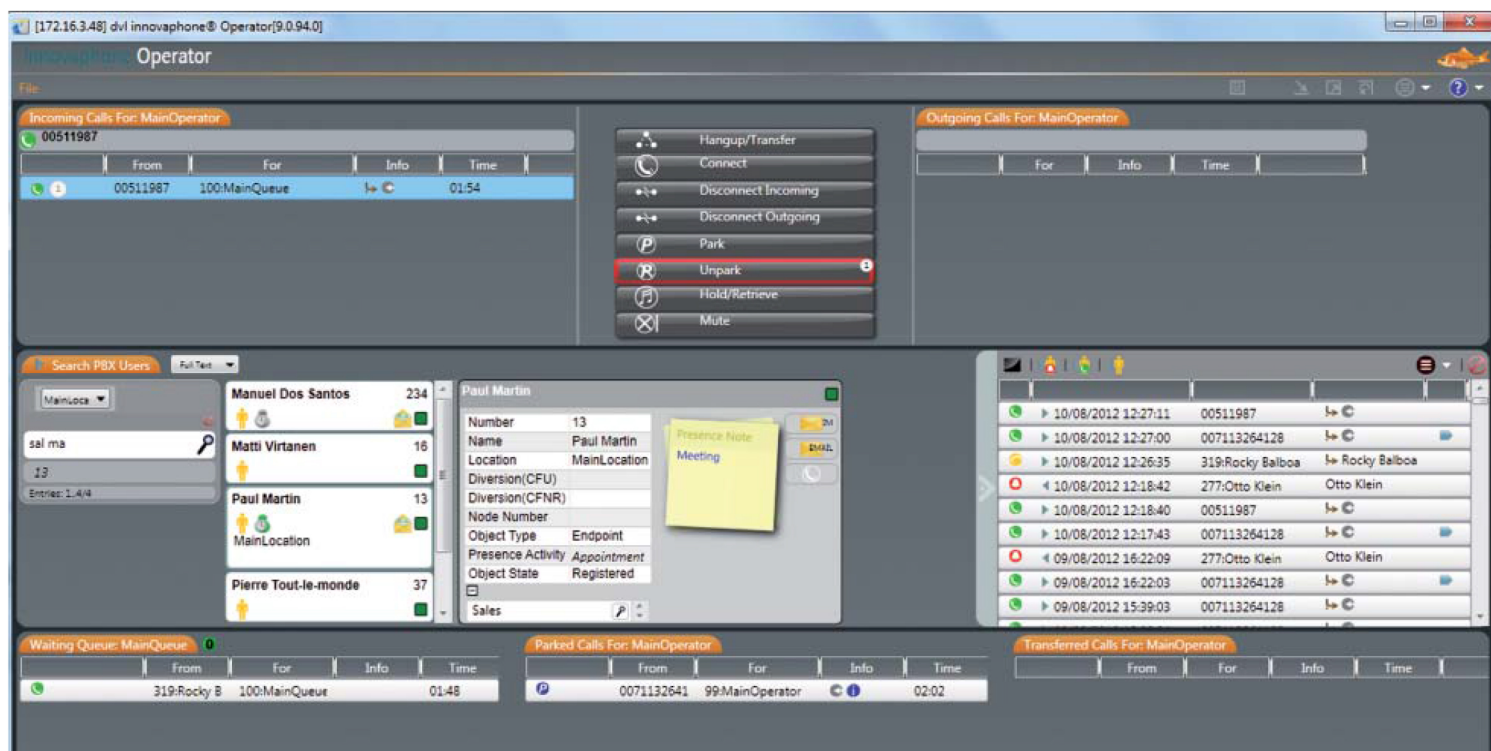 [172.16.3.48] dvl innovaphone® Operator[9.0.94.0]
innovaphone Operator
File
Incoming Calls For: MainOperator
00511987
From For Info Time
1 00511987 100:MainQueue 01:54
Hangup/Transfer
Connect
Disconnect Incoming
Disconnect Outgoing
P Park
R Unpark 1
Hold/Retrieve
Mute
Outgoing Calls For: MainOperator
For Info Time
Search PBX Users Full Text
MainLoca
sal ma
13
Entries: 1..4/4
Manuel Dos Santos 234
Matti Virtanen 16
Paul Martin 13
MainLocation
Pierre Tout-le-monde 37
Paul Martin
Number 13
Name Paul Martin
Location MainLocation
Diversion(CFU)
Diversion(CFNR)
Node Number
Object Type Endpoint
Presence Activity Appointment
Object State Registered
Sales
Presence Note
Meeting
IM
EMAIL
10/08/2012 12:27:11 00511987
10/08/2012 12:27:00 007113264128
10/08/2012 12:26:35 319:Rocky Balboa Rocky Balboa
10/08/2012 12:18:42 277:Otto Klein Otto Klein
10/08/2012 12:18:40 00511987
10/08/2012 12:17:43 007113264128
09/08/2012 16:22:09 277:Otto Klein Otto Klein
09/08/2012 16:22:03 007113264128
09/08/2012 15:39:03 007113264128
Waiting Queue: MainQueue 0
From For Info Time
319:Rocky B 100:MainQueue 01:48
Parked Calls For: MainOperator
From For Info Time
P 0071132641 99:MainOperator 02:02
Transferred Calls For: MainOperator
From For Info Time